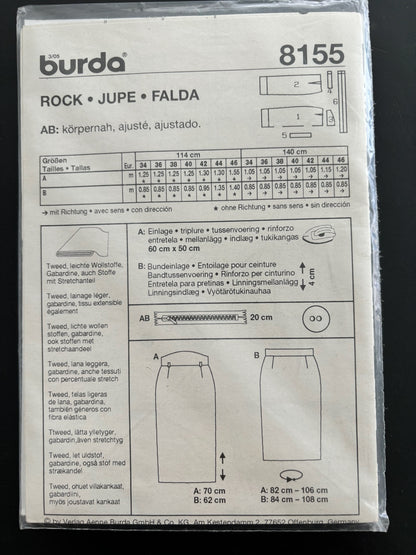 3/05
burda®
8155
ROCK • JUPE • FALDA
AB: körpernah, ajusté, ajustado.
2
4
6
1
3
5
114 cm 140 cm
Größen
Tailles • Tallas Eur. 34 36 38 40 42 44 46 34 36 38 40 42 44 46
A m 1.25 1.25 1.25 1.25 1.30 1.30 1.55 1.05 1.05 1.05 1.05 1.05 1.15 1.20
B m 0.85 0.85 0.85 0.85 0.95 1.35 1.40 0.85 0.85 0.85 0.85 0.85 0.85 0.85
→ mit Richtung • avec sens • con dirección * ohne Richtung • sans sens • sin dirección
Tweed, leichte Wollstoffe,
Gabardine, auch Stoffe
mit Stretchanteil
Tweed, lainage léger,
gabardine, tissu extensible
également
Tweed, lichte wollen
stoffen, gabardine,
ook stoffen met
stretchaandeel
Tweed, lana leggera,
gabardine, anche tessuti
con percentuale stretch
Tweed, telas ligeras
de lana, gabardina,
también géneros con
fibra elástica
Tweed, lätta ylletyger,
gabardin, även stretchtyg
Tweed, let uldstof,
gabardine, også stof med
strækandel
Tweed, ohuet villakankaat,
gabardiini,
myös joustavat kankaat
A: Einlage • triplure • tussenvoering • rinforzo
entretela • mellanlägg • indlæg • tukikangas
60 cm x 50 cm
B: Bundeinlage • Entoilage pour ceinture
Bandtussenvoering • Rinforzo per cinturino
Entretela para pretinas • Linningsmellanlägg
Linningsindlæg • Vyötärötukinauhaa
4 cm
AB 20 cm
A
B
A: 70 cm
B: 62 cm
A: 82 cm - 106 cm
B: 84 cm - 108 cm
© by Verlag Aenne Burda GmbH & Co. KG, Am Kestendamm 2, 77652 Offenburg, Germany